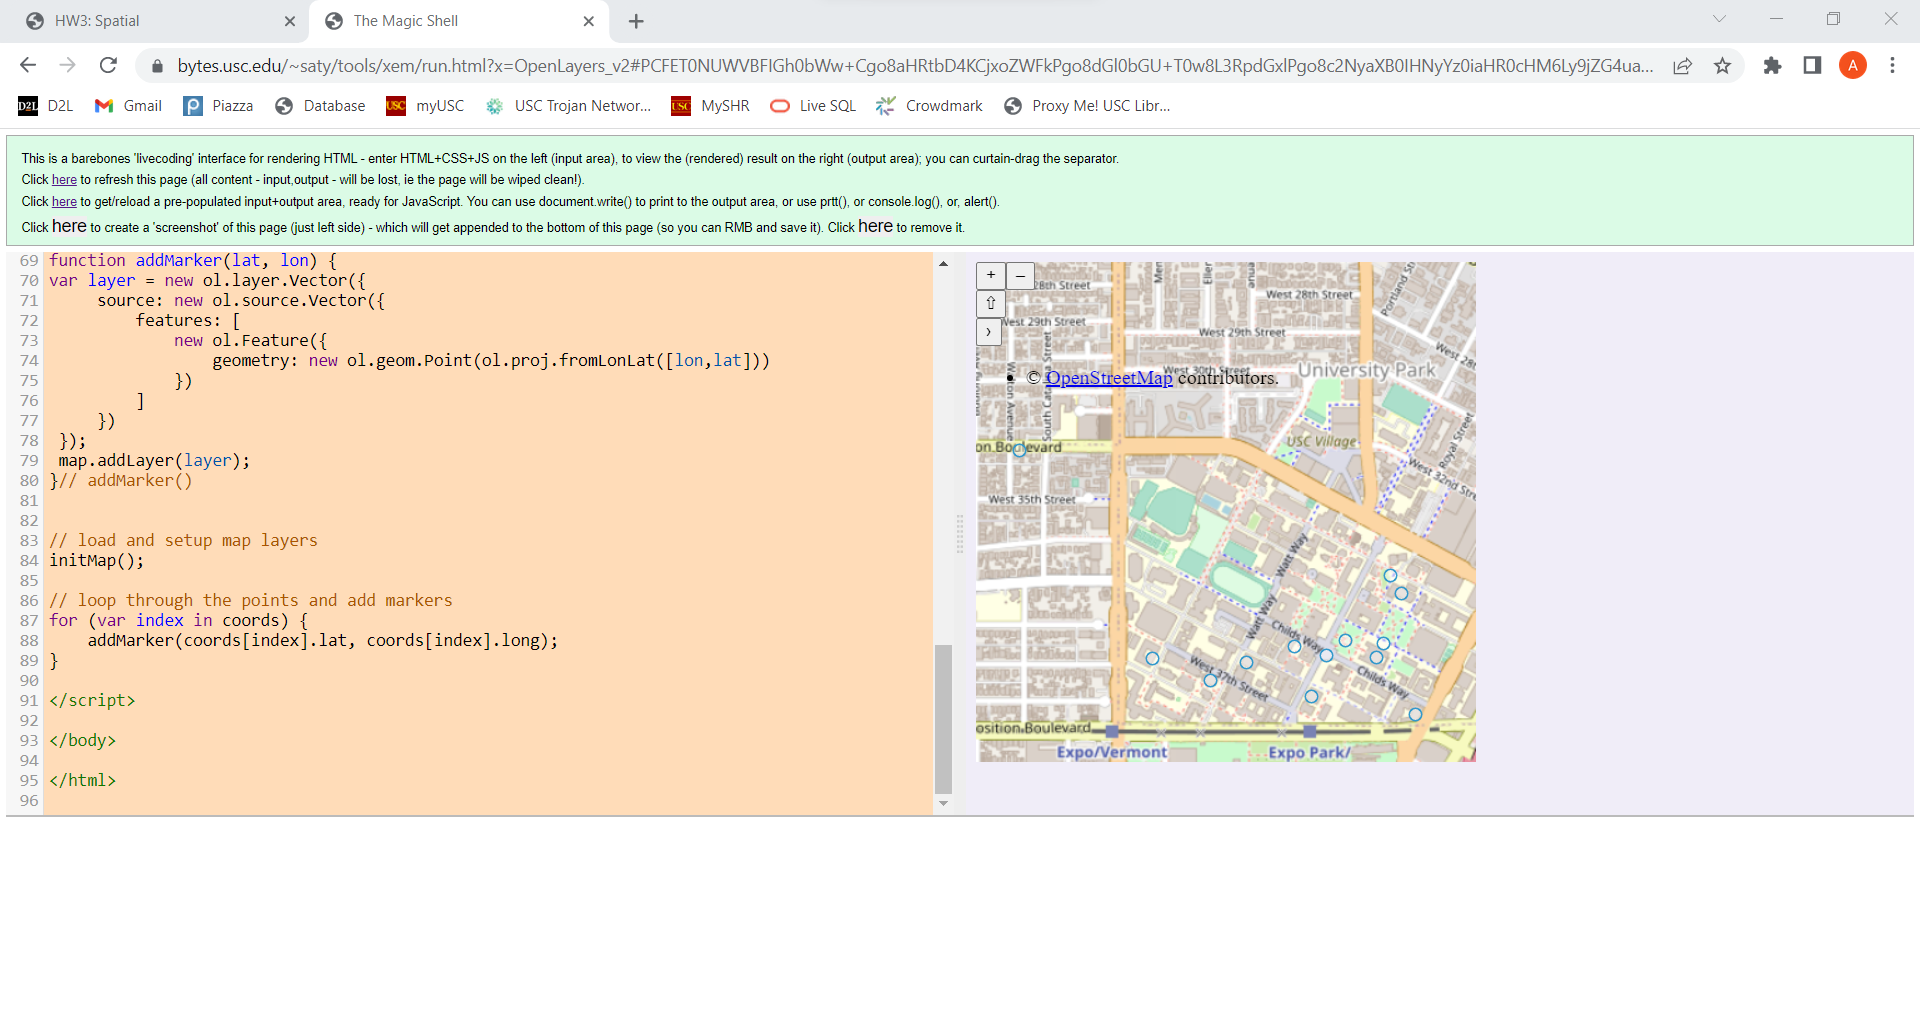 HW3: Spatial
The Magic Shell
bytes.usc.edu/~saty/tools/xem/run.html?x=OpenLayers_v2#PCFET0NUWVBFIGh0bWw+Cgo8aHRtbD4KCjxoZWFkPgo8dGl0bGU+T0w8L3RpdGxlPgo8c2NyaXB0IHNyYz0iaHR0cHM6Ly9jZG4ua...
A
D2L D2L
Gmail
Piazza
Database
USC myUSC
USC Trojan Networ...
USC MySHR
Live SQL
Crowdmark
Proxy Me! USC Libr...
This is a barebones 'livecoding' interface for rendering HTML - enter HTML+CSS+JS on the left (input area), to view the (rendered) result on the right (output area); you can curtain-drag the separator.
Click here to refresh this page (all content - input,output - will be lost, ie the page will be wiped clean!).
Click here to get/reload a pre-populated input+output area, ready for JavaScript. You can use document.write() to print to the output area, or use prtt(), or console.log(), or, alert().
Click here to create a 'screenshot' of this page (just left side) - which will get appended to the bottom of this page (so you can RMB and save it). Click here to remove it.
69 function addMarker(lat, lon) {
70 var layer = new ol.layer.Vector({
71 source: new ol.source.Vector({
72 features: [
73 new ol.Feature({
74 geometry: new ol.geom.Point(ol.proj.fromLonLat([lon,lat]))
75 })
76 ]
77 })
78 });
79 map.addLayer(layer);
80 }// addMarker()
81
82
83 // load and setup map layers
84 initMap();
85
86 // loop through the points and add markers
87 for (var index in coords) {
88 addMarker(coords[index].lat, coords[index].long);
89 }
90
91 </script>
92
93 </body>
94
95 </html>
96
+ –
⇧
›
28th Street
West 28th Street
Portland St
West 29th Street
West 29th Street
West 28th
West 30th Street
University Park
© OpenStreetMap contributors.
South Catalina Street
Royal Street
USC Village
on Boulevard
West 32nd Stre
West 35th Street
Watt Way
Watt Way
Childs Way
West 37th Street
Childs Way
osition Boulevard
Expo/Vermont
Expo Park/